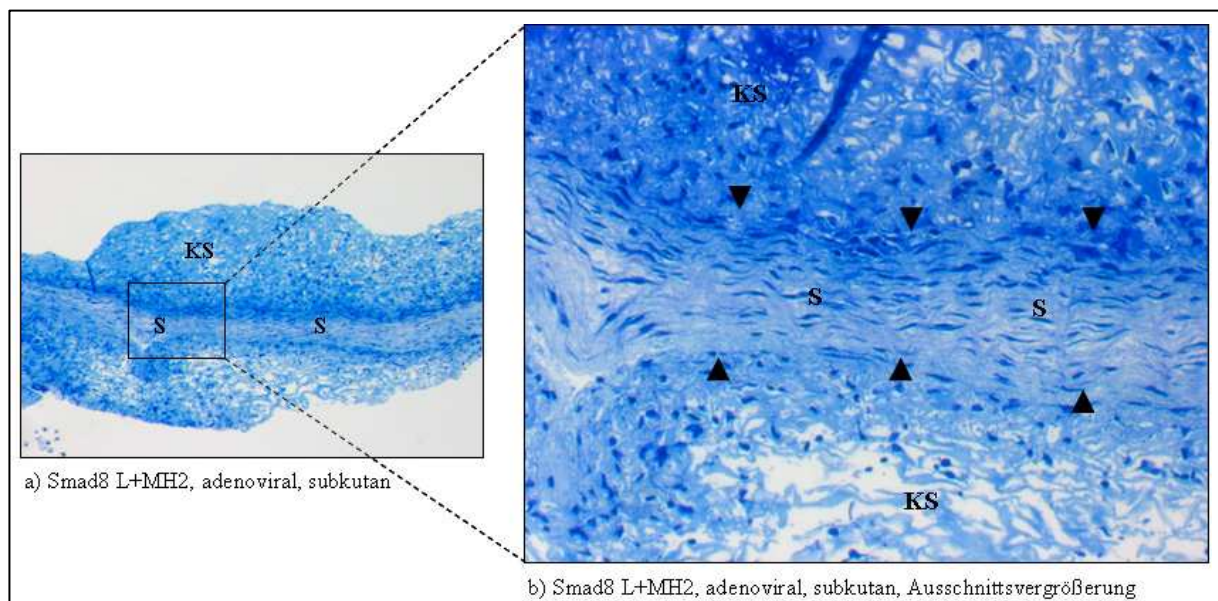 KS
S
S
a) Smad8 L+MH2, adenoviral, subkutan
KS
S
S
KS
b) Smad8 L+MH2, adenoviral, subkutan, Ausschnittsvergrößerung